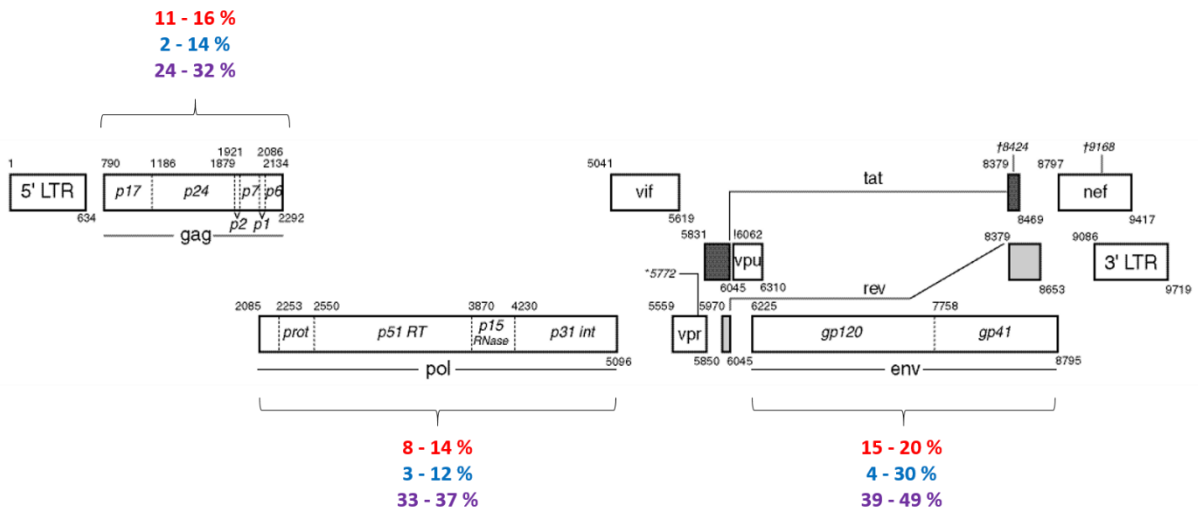 11 - 16 %
2 - 14 %
24 - 32 %
1921 2086 †8424
1 790 1186 1879 2134 5041 8379 8797 †9168
5' LTR p17 p24 p7 p6 vif tat nef
634 p2 p1 2292 5619 8469 9417
gag
5831 !6062 8379 9086
*5772 vpu 3' LTR
6045 6310 rev 8653 9719
2085 2253 2550 3870 4230 5559 5970 6225 7758
prot p51 RT p15 RNase p31 int vpr gp120 gp41
5096 5850 6045 8795
pol env
8 - 14 % 15 - 20 %
3 - 12 % 4 - 30 %
33 - 37 % 39 - 49 %